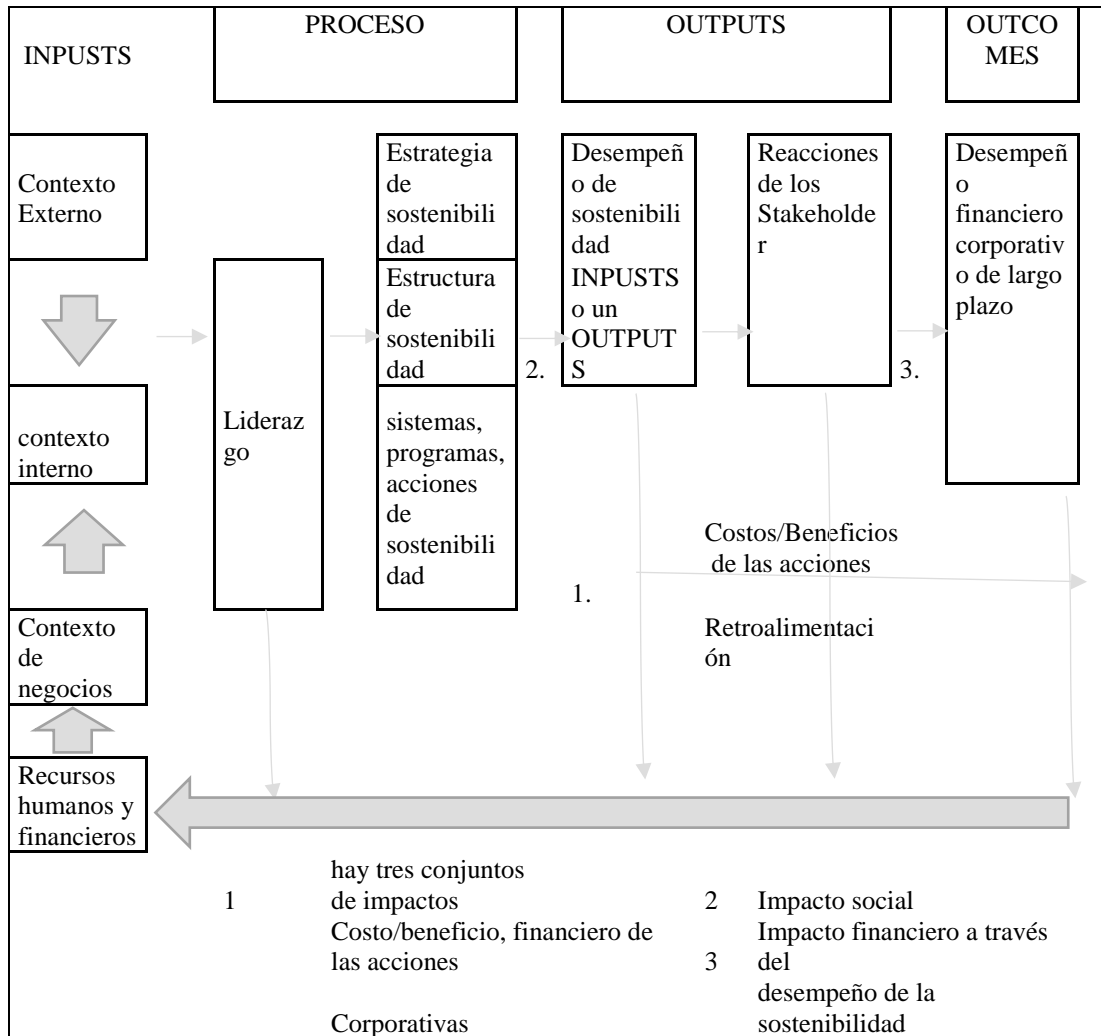 INPUSTS
PROCESO
OUTPUTS
OUTCO
MES
Contexto
Externo
contexto
interno
Contexto
de
negocios
Recursos
humanos y
financieros
Lideraz
go
Estrategia
de
sostenibili
dad
Estructura
de
sostenibili
dad
sistemas,
programas,
acciones
de
sostenibili
dad
2.
Desempeñ
o de
sostenibili
dad
INPUSTS
o un
OUTPUT
S
Reacciones
de los
Stakeholde
r
3.
Desempeñ
o
financiero
corporativ
o de largo
plazo
1.
Costos/Beneficios
de las acciones
Retroalimentaci
ón
1
hay tres conjuntos
de impactos
Costo/beneficio, financiero de
las acciones
Corporativas
2
Impacto social
3
Impacto financiero a través
del
desempeño de la
sostenibilidad